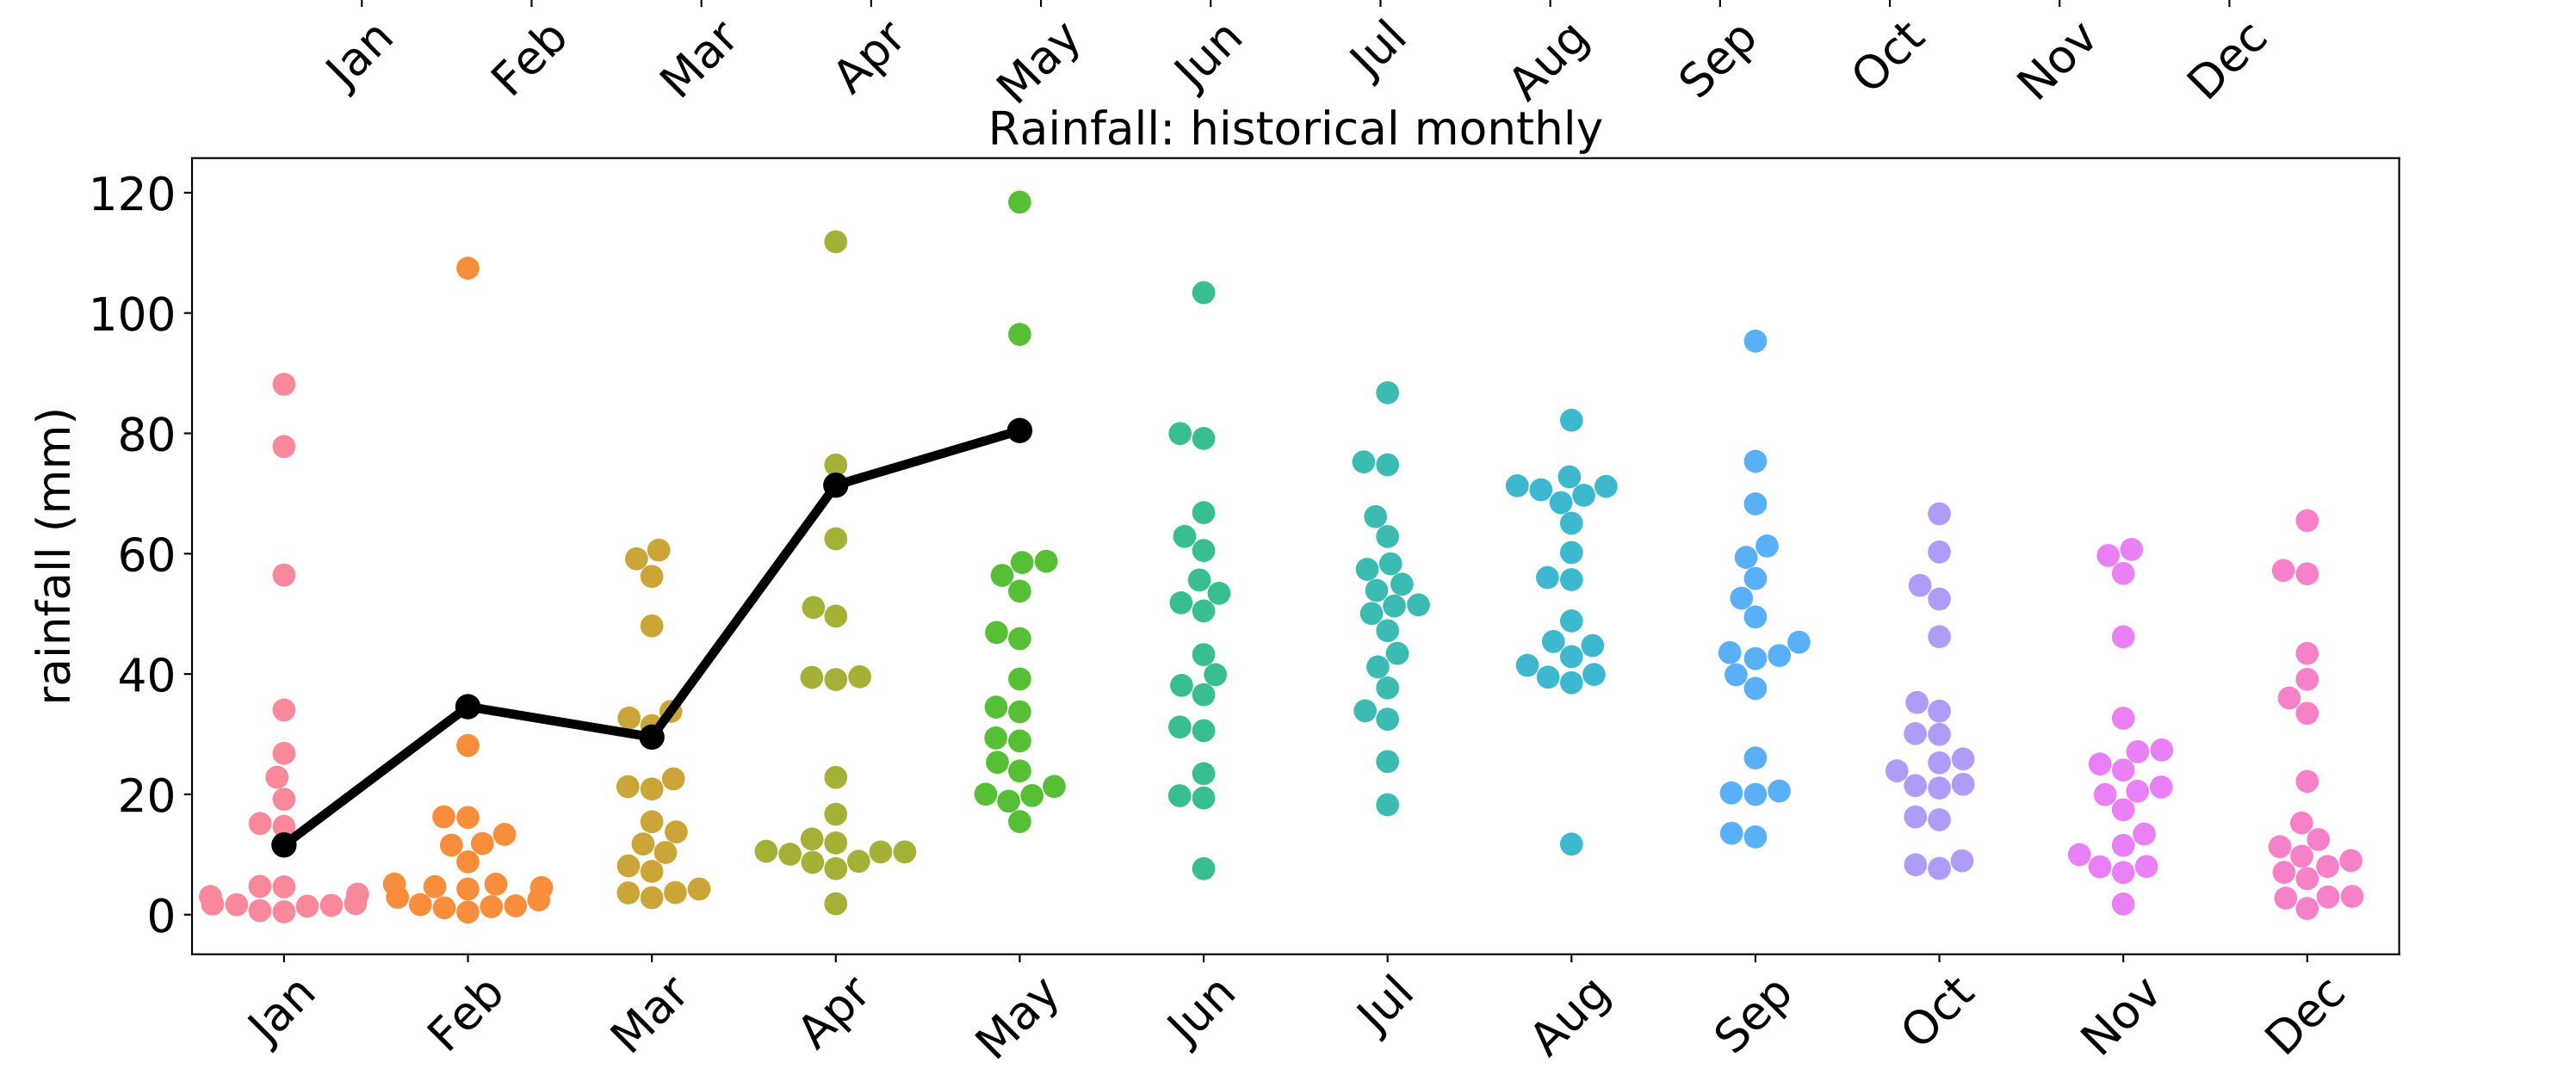 Jan Feb Mar Apr May Jun Jul Aug Sep Oct Nov Dec
Rainfall: historical monthly
rainfall (mm)
120
100
80
60
40
20
0
Jan Feb Mar Apr May Jun Jul Aug Sep Oct Nov Dec